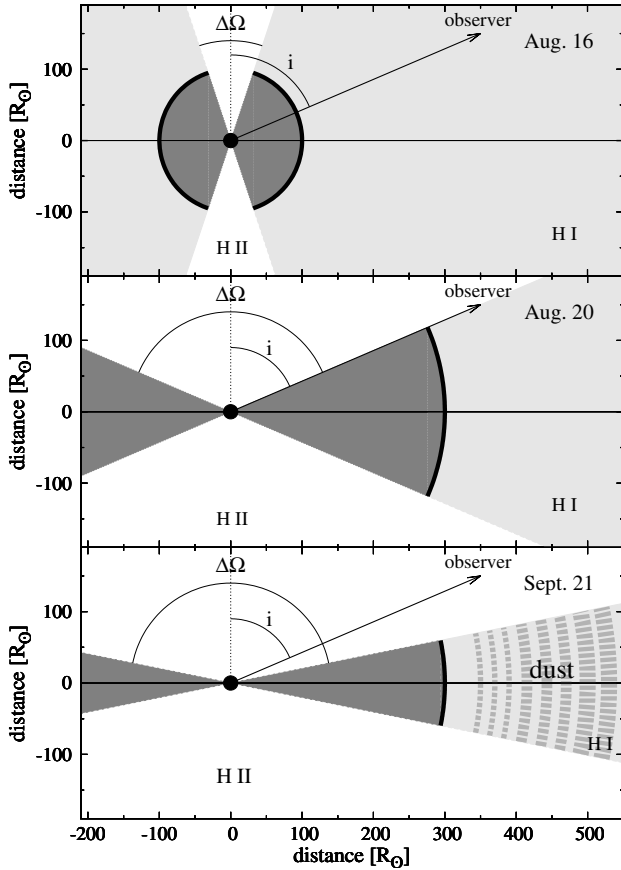 observer
Aug. 16
ΔΩ
i
distance [R⊙]
100
0
-100
H II
H I
observer
Aug. 20
ΔΩ
i
distance [R⊙]
100
0
-100
H II
H I
observer
Sept. 21
ΔΩ
i
distance [R⊙]
100
0
-100
dust
H II
H I
-200 -100 0 100 200 300 400 500
distance [R⊙]